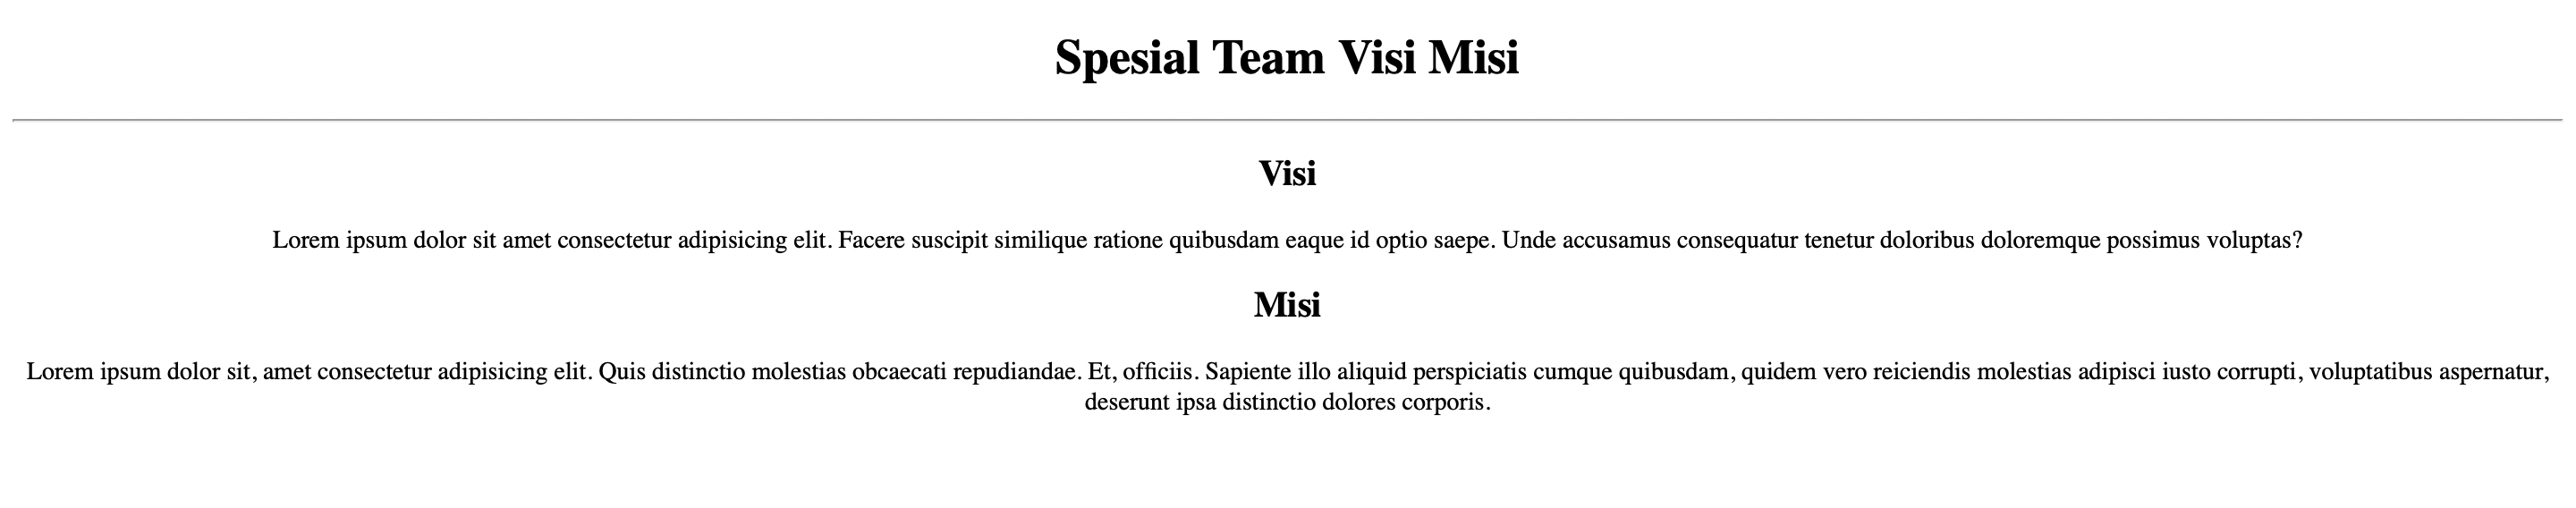 Spesial Team Visi Misi
Visi
Lorem ipsum dolor sit amet consectetur adipisicing elit. Facere suscipit similique ratione quibusdam eaque id optio saepe. Unde accusamus consequatur tenetur doloribus doloremque possimus voluptas?
Misi
Lorem ipsum dolor sit, amet consectetur adipisicing elit. Quis distinctio molestias obcaecati repudiandae. Et, officiis. Sapiente illo aliquid perspiciatis cumque quibusdam, quidem vero reiciendis molestias adipisci iusto corrupti, voluptatibus aspernatur,
deserunt ipsa distinctio dolores corporis.